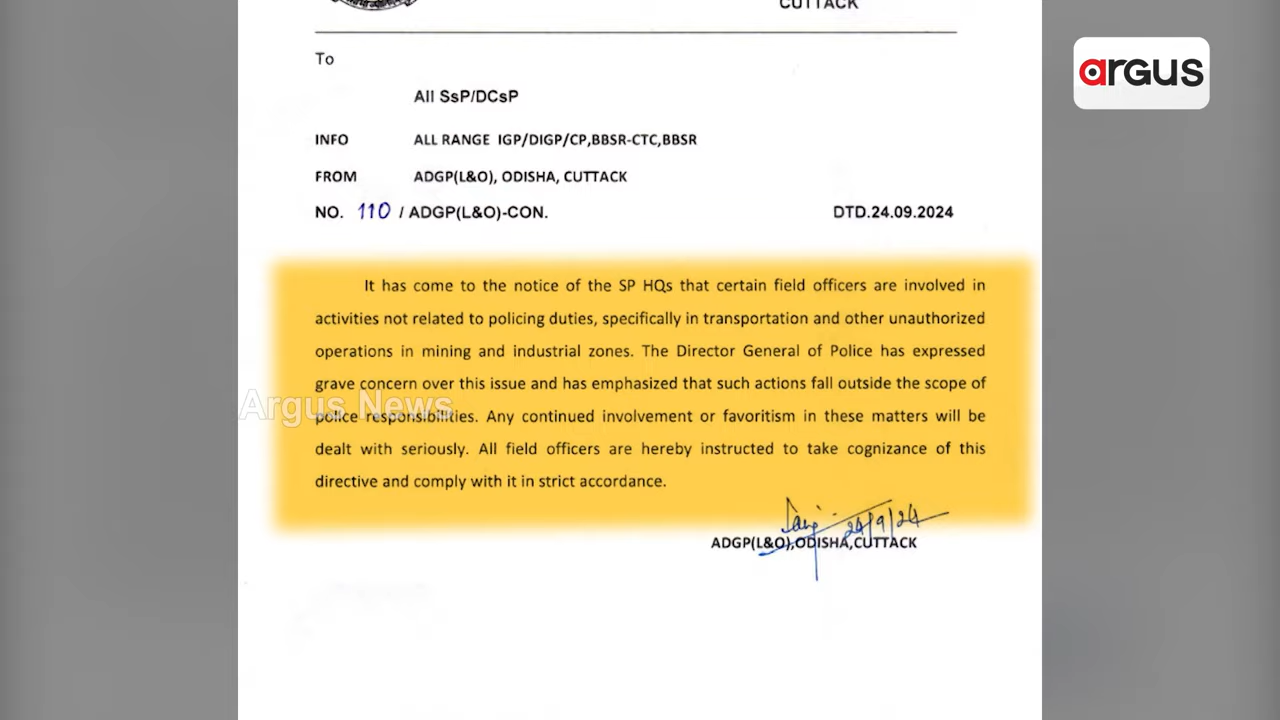 CUTTACK
argus
To
All SsP/DCsP
INFO ALL RANGE IGP/DIGP/CP,BBSR-CTC,BBSR
FROM ADGP(L&O), ODISHA, CUTTACK
NO. 110 / ADGP(L&O)-CON. DTD.24.09.2024
It has come to the notice of the SP HQs that certain field officers are involved in
activities not related to policing duties, specifically in transportation and other unauthorized
operations in mining and industrial zones. The Director General of Police has expressed
grave concern over this issue and has emphasized that such actions fall outside the scope of
Argus News
police responsibilities. Any continued involvement or favoritism in these matters will be
dealt with seriously. All field officers are hereby instructed to take cognizance of this
directive and comply with it in strict accordance.
24/9/24
ADGP(L&O),ODISHA,CUTTACK